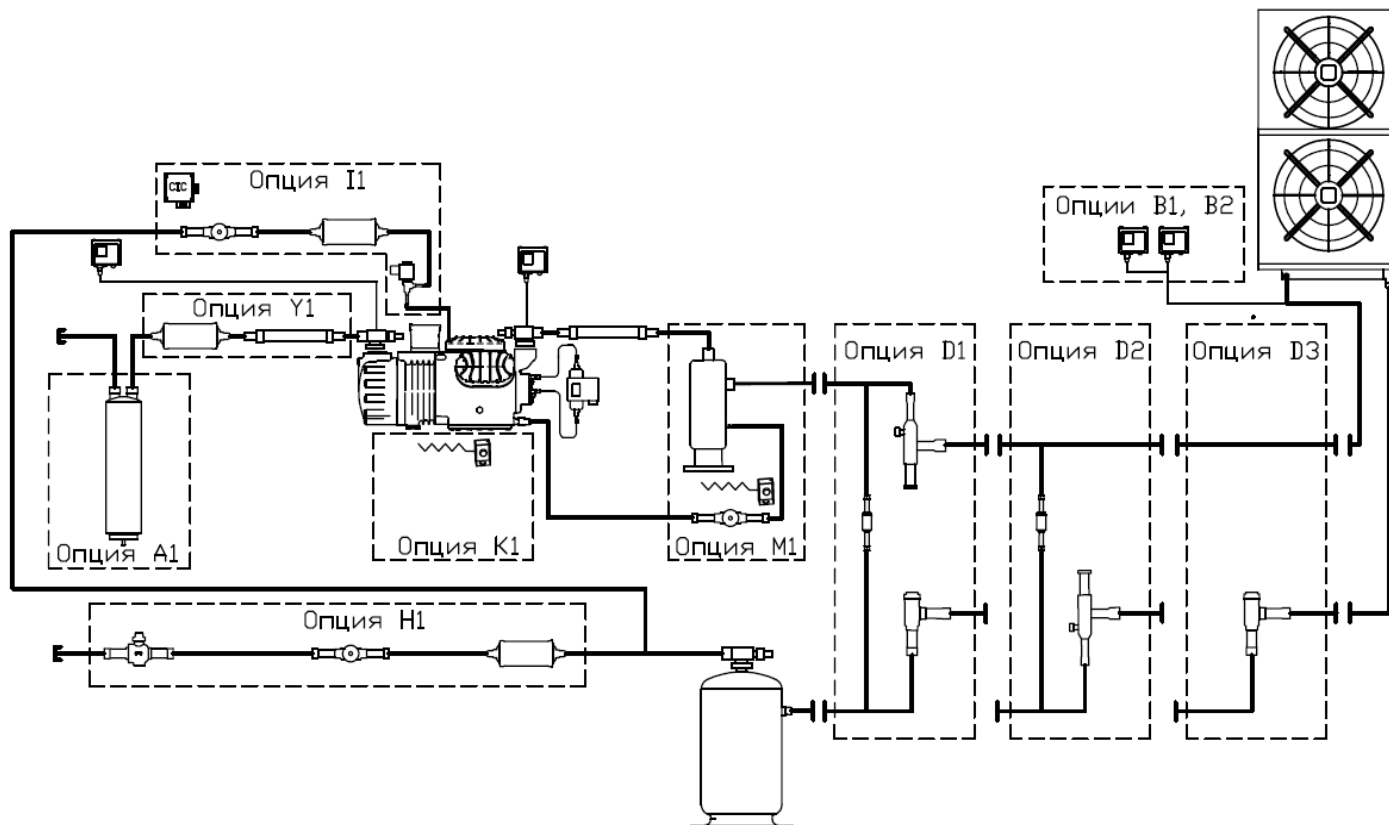 Опция I1
CIC
Опции B1, B2
Опция Y1
Опция D1
Опция D2
Опция D3
Опция A1
Опция K1
Опция M1
Опция H1